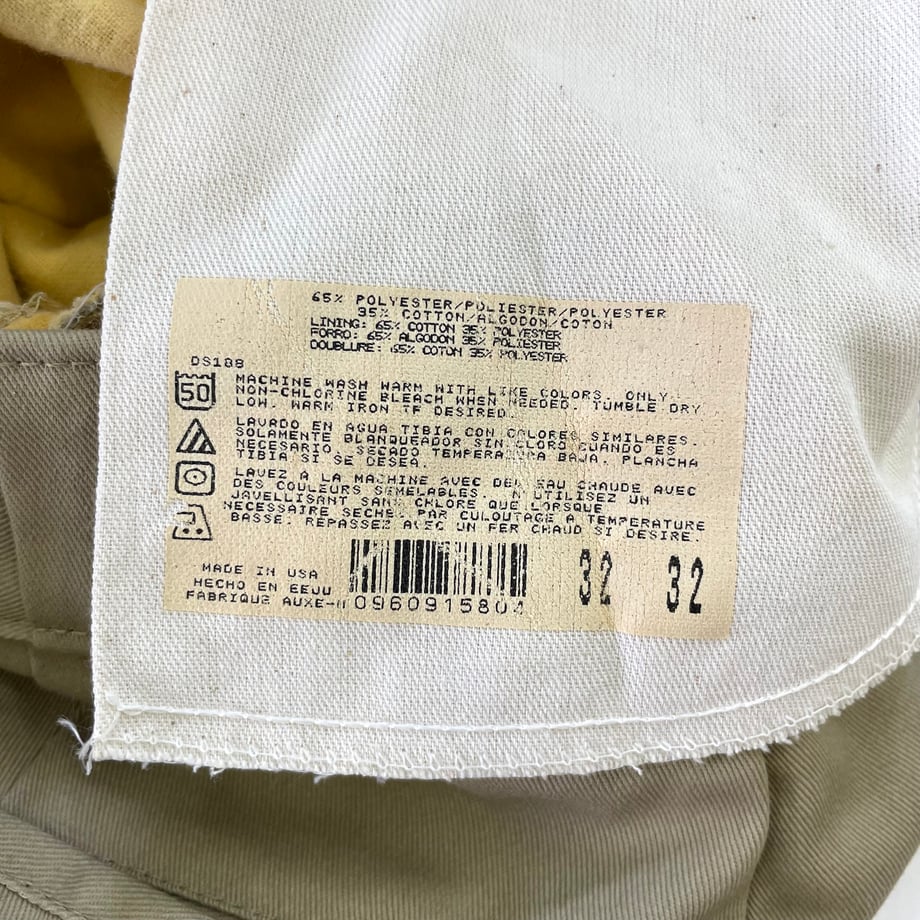 65% POLYESTER/POLIESTER/POLYESTER
35% COTTON/ALGODON/COTON
LINING: 65% COTTON 35% POLYESTER
FORRO: 65% ALGODON 35% POLIESTER
DOUBLURE: 65% COTON 35% POLYESTER
DS188
50
MACHINE WASH WARM WITH LIKE COLORS. ONLY
NON-CHLORINE BLEACH WHEN NEEDED. TUMBLE DRY
LOW. WARM IRON IF DESIRED.
LAVADO EN AGUA TIBIA CON COLORES SIMILARES.
SOLAMENTE BLANQUEADOR SIN CLORO CUANDO ES
NECESARIO. SECADO TEMPERATURA BAJA. PLANCHA
TIBIA SI SE DESEA.
LAVEZ A LA MACHINE AVEC DE L'EAU CHAUDE AVEC
DES COULEURS SEMELABLES. N'UTILISEZ UN
JAVELLISANT SANS CHLORE QUE LORSQUE
NECESSAIRE SECHE. PAR CULOUTAGE A TEMPERATURE
BASSE. REPASSEZ AVEC UN FER CHAUD SI DESIRE.
MADE IN USA
HECHO EN EEUU
FABRIQUE AUX E-U
0960915804
32 32